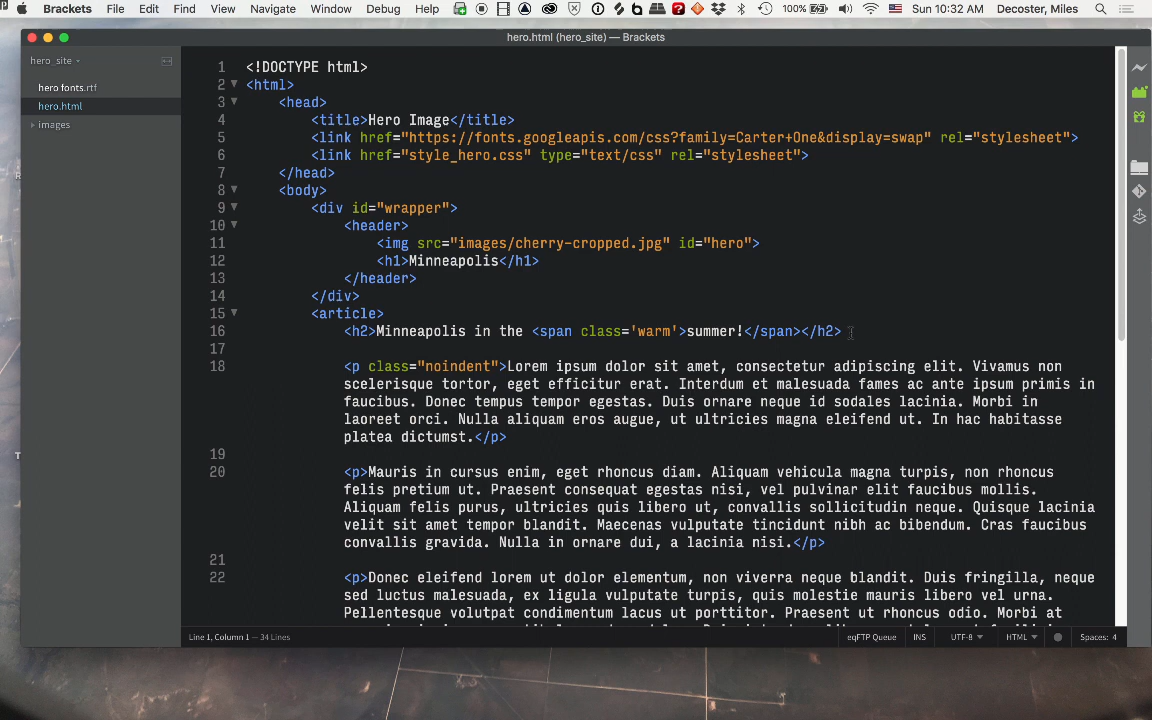 Brackets File Edit Find View Navigate Window Debug Help 100% Sun 10:32 AM Decoster, Miles
hero.html (hero_site) — Brackets
hero_site
hero fonts.rtf
hero.html
images
1 <!DOCTYPE html>
2 <html>
3 <head>
4 <title>Hero Image</title>
5 <link href="https://fonts.googleapis.com/css?family=Carter+One&display=swap" rel="stylesheet">
6 <link href="style_hero.css" type="text/css" rel="stylesheet">
7 </head>
8 <body>
9 <div id="wrapper">
10 <header>
11 <img src="images/cherry-cropped.jpg" id="hero">
12 <h1>Minneapolis</h1>
13 </header>
14 </div>
15 <article>
16 <h2>Minneapolis in the <span class='warm'>summer!</span></h2>
17
18 <p class="noindent">Lorem ipsum dolor sit amet, consectetur adipiscing elit. Vivamus non
scelerisque tortor, eget efficitur erat. Interdum et malesuada fames ac ante ipsum primis in
faucibus. Donec tempus tempor egestas. Duis ornare neque id sodales lacinia. Morbi in
laoreet orci. Nulla aliquam eros augue, ut ultricies magna eleifend ut. In hac habitasse
platea dictumst.</p>
19
20 <p>Mauris in cursus enim, eget rhoncus diam. Aliquam vehicula magna turpis, non rhoncus
felis pretium ut. Praesent consequat egestas nisi, vel pulvinar elit faucibus mollis.
Aliquam felis purus, ultricies quis libero ut, convallis sollicitudin neque. Quisque lacinia
velit sit amet tempor blandit. Maecenas vulputate tincidunt nibh ac bibendum. Cras faucibus
convallis gravida. Nulla in ornare dui, a lacinia nisi.</p>
21
22 <p>Donec eleifend lorem ut dolor elementum, non viverra neque blandit. Duis fringilla, neque
sed luctus malesuada, ex ligula vulputate turpis, quis molestie mauris libero vel urna.
Pellentesque volutpat condimentum lacus ut porttitor. Praesent ut rhoncus odio. Morbi at
Line 1, Column 1 — 34 Lines eqFTP Queue INS UTF-8 HTML Spaces: 4